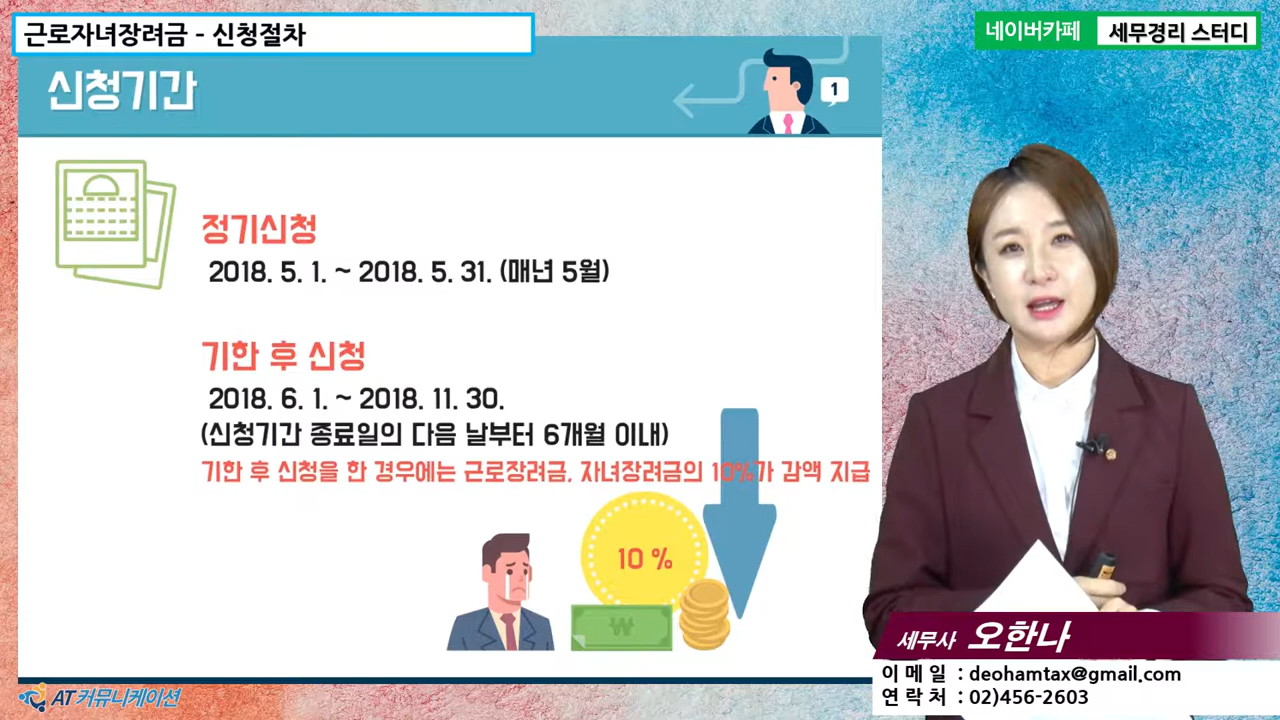 근로자녀장려금 - 신청절차
네이버카페 세무경리 스터디
신청기간
1
정기신청
2018. 5. 1. ~ 2018. 5. 31. (매년 5월)
기한 후 신청
2018. 6. 1. ~ 2018. 11. 30.
(신청기간 종료일의 다음 날부터 6개월 이내)
기한 후 신청을 한 경우에는 근로장려금, 자녀장려금의 10%가 감액 지급
10 %
₩
세무사 오한나
이 메 일 : deohamtax@gmail.com
연 락 처 : 02)456-2603
AT커뮤니케이션